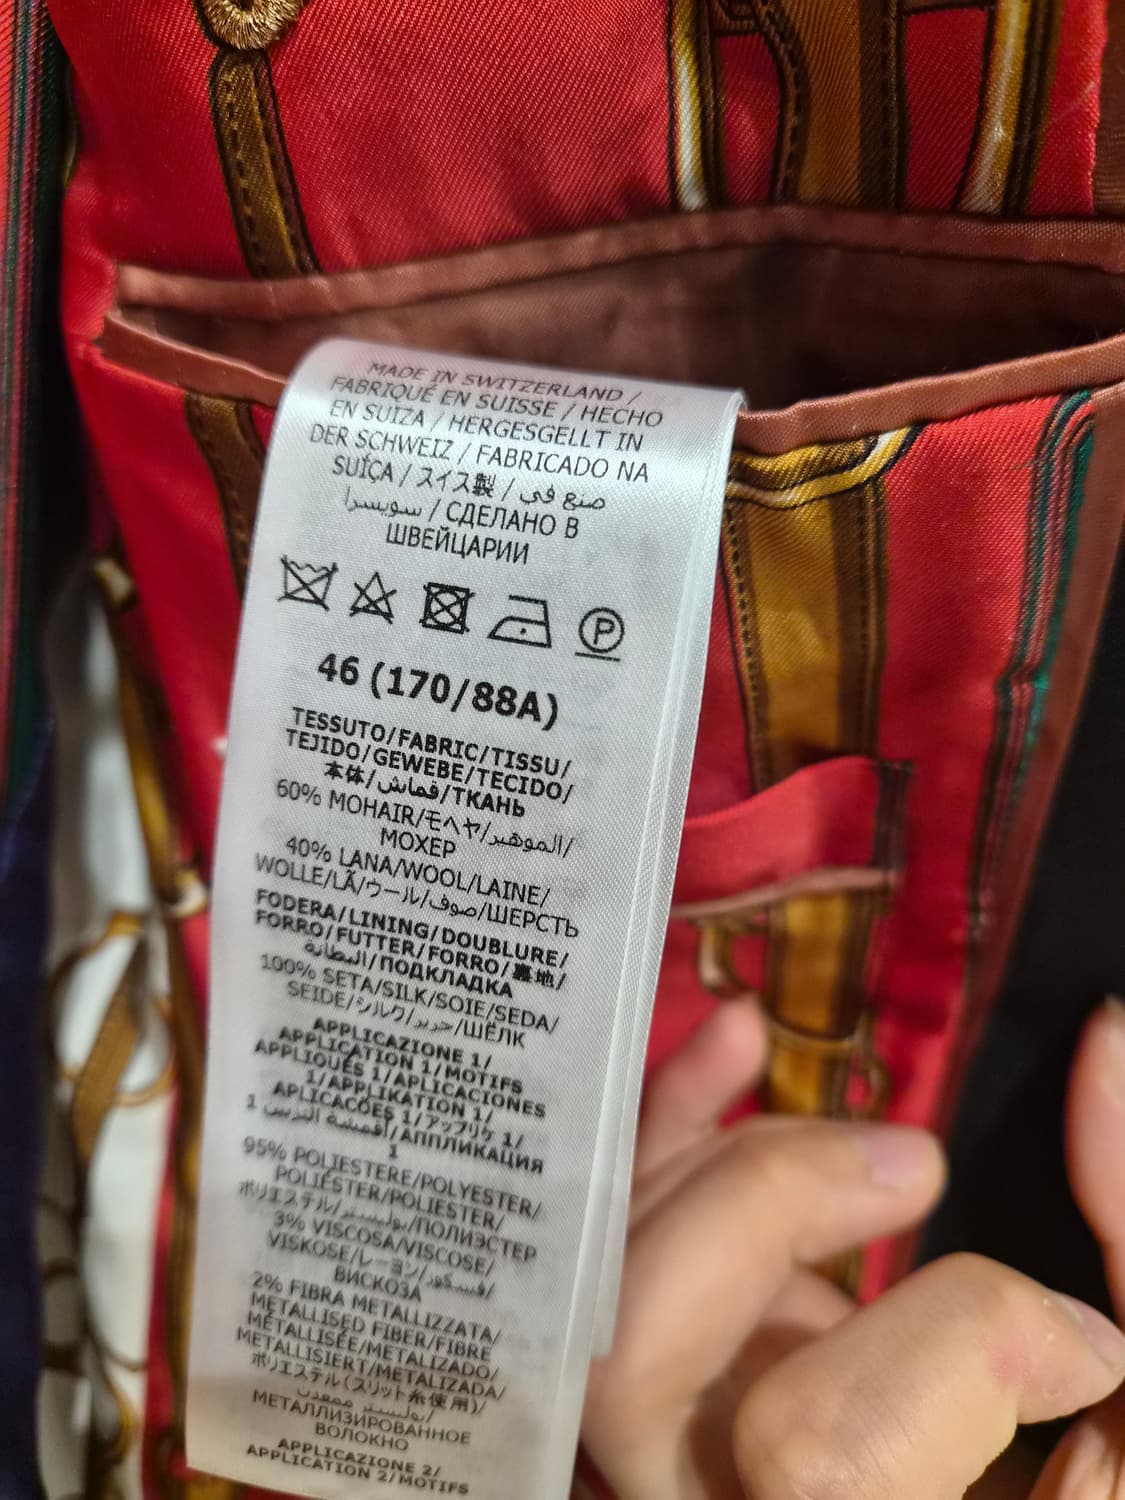 MADE IN SWITZERLAND /
FABRIQUÉ EN SUISSE / HECHO
EN SUIZA / HERGESGELLT IN
DER SCHWEIZ / FABRICADO NA
SUÍÇA / スイス製 / صنع في
سويسرا / СДЕЛАНО В
ШВЕЙЦАРИИ
P
46 (170/88A)
TESSUTO/FABRIC/TISSU/
TEJIDO/GEWEBE/TECIDO/
本体/قماش/ТКАНЬ
60% MOHAIR/モヘヤ/الموهير/
МОХЕР
40% LANA/WOOL/LAINE/
WOLLE/LÃ/ウール/صوف/ШЕРСТЬ
FODERA/LINING/DOUBLURE/
FORRO/FUTTER/FORRO/裏地/
البطانة/ПОДКЛАДКА
100% SETA/SILK/SOIE/SEDA/
SEIDE/シルク/حرير/ШЁЛК
APPLICAZIONE 1/
APPLICATION 1/MOTIFS
APPLIQUÉS 1/APLICACIONES
1/APPLIKATION 1/
APLICACÕES 1/アップリケ 1/
أقمشة التزيين 1/АППЛИКАЦИЯ
1
95% POLIESTERE/POLYESTER/
POLIÉSTER/POLIESTER/
ポリエステル/بوليستر/ПОЛИЭСТЕР
3% VISCOSA/VISCOSE/
VISKOSE/レーヨン/فسكوز/
ВИСКОЗА
2% FIBRA METALLIZZATA/
METALLISED FIBER/FIBRE
MÉTALLISÉE/METALIZADO/
METALLISIERT/METALIZADA/
ポリエステル(スリット糸使用)/
بوليستر ممعدن/
МЕТАЛЛИЗИРОВАННОЕ
ВОЛОКНО
APPLICAZIONE 2/
APPLICATION 2/MOTIFS